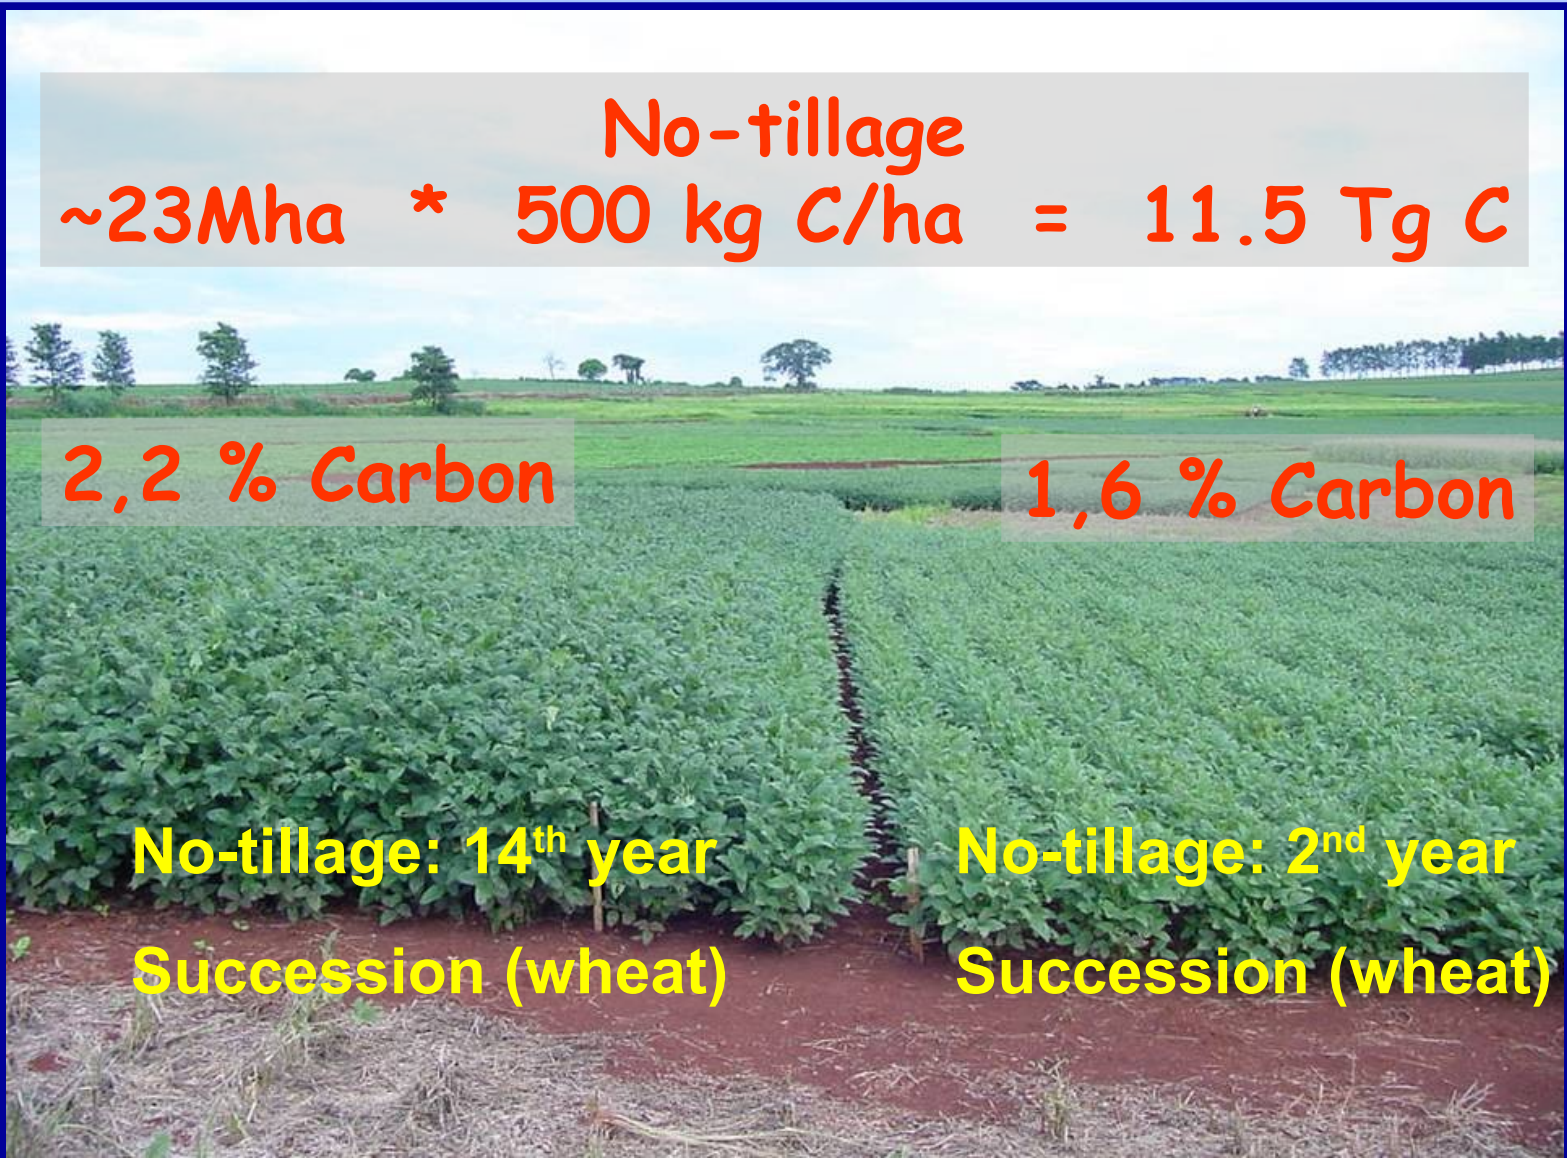 No-tillage
~23Mha * 500 kg C/ha = 11.5 Tg C
2,2 % Carbon
1,6 % Carbon
No-tillage: 14th year
Succession (wheat)
No-tillage: 2nd year
Succession (wheat)